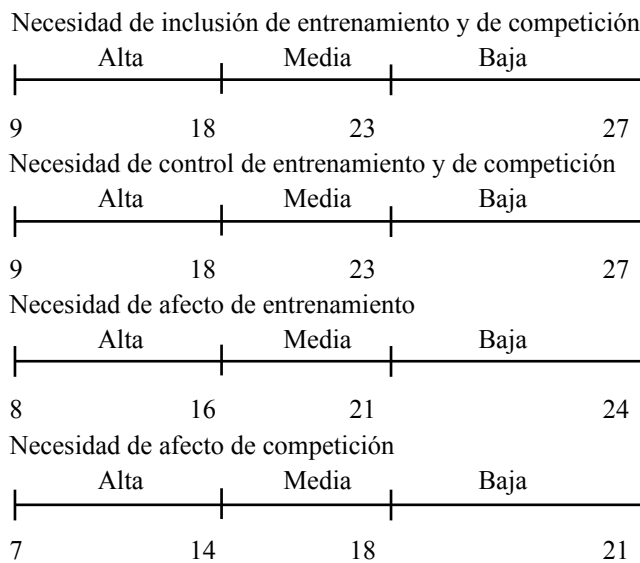 Necesidad de inclusión de entrenamiento y de competición
Alta Media Baja
9 18 23 27
Necesidad de control de entrenamiento y de competición
Alta Media Baja
9 18 23 27
Necesidad de afecto de entrenamiento
Alta Media Baja
8 16 21 24
Necesidad de afecto de competición
Alta Media Baja
7 14 18 21